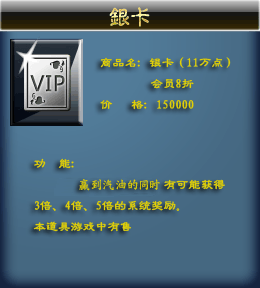 銀卡
VIP
商品名：银卡（11万点）
会员8折
价 格：150000
功 能：
赢到汽油的同时 有可能获得
3倍、4倍、5倍的系统奖励。
本道具游戏中有售